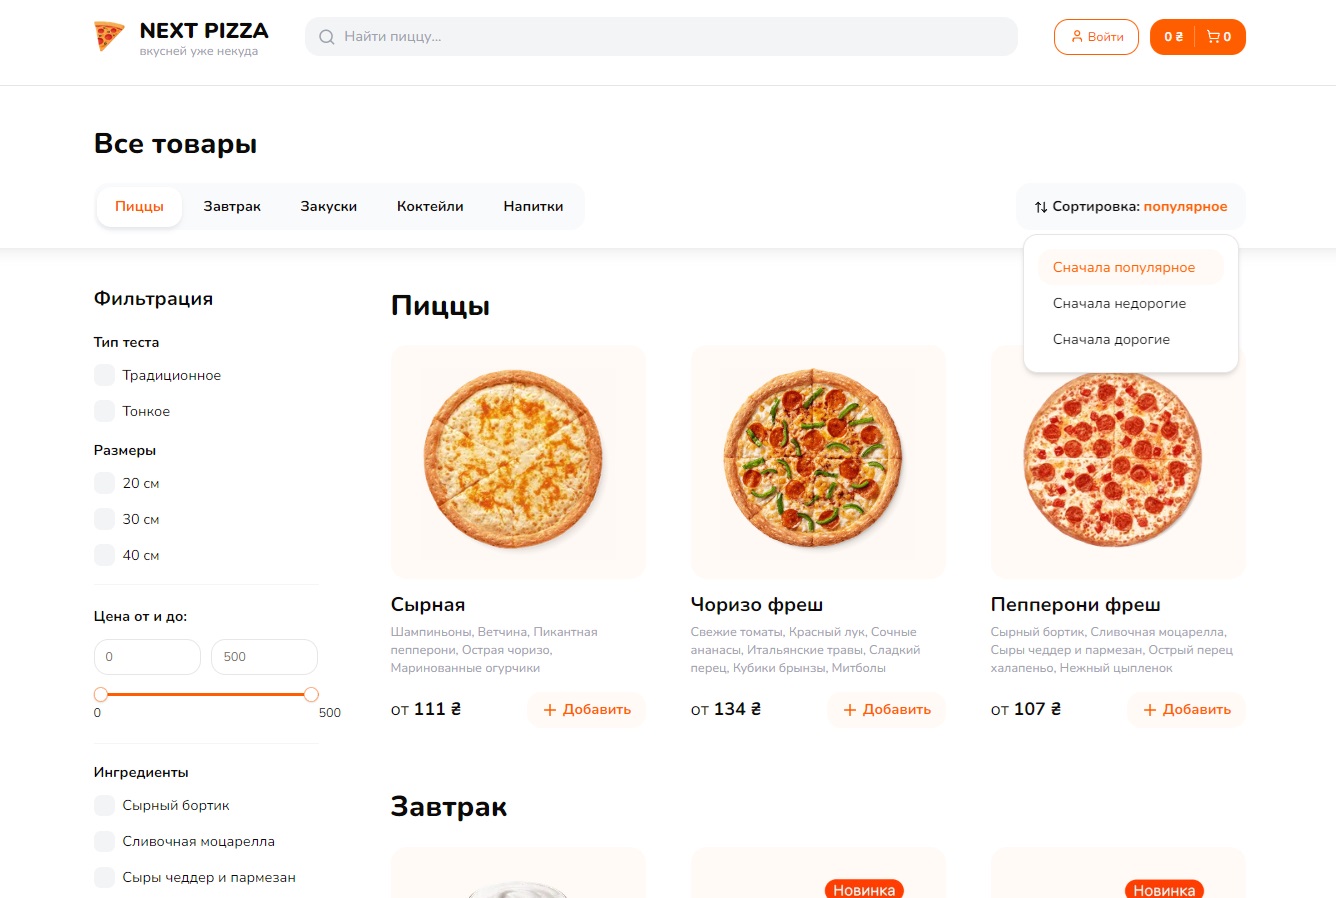 NEXT PIZZA
вкусней уже некуда
Найти пиццу...
Войти
0 ₴
0
Все товары
Пиццы
Завтрак
Закуски
Коктейли
Напитки
Сортировка: популярное
Сначала популярное
Сначала недорогие
Сначала дорогие
Фильтрация
Тип теста
Традиционное
Тонкое
Размеры
20 см
30 см
40 см
Цена от и до:
0
500
0
500
Ингредиенты
Сырный бортик
Сливочная моцарелла
Сыры чеддер и пармезан
Пиццы
Сырная
Шампиньоны, Ветчина, Пикантная
пепперони, Острая чоризо,
Маринованные огурчики
от 111 ₴
+ Добавить
Чоризо фреш
Свежие томаты, Красный лук, Сочные
ананасы, Итальянские травы, Сладкий
перец, Кубики брынзы, Митболы
от 134 ₴
+ Добавить
Пепперони фреш
Сырный бортик, Сливочная моцарелла,
Сыры чеддер и пармезан, Острый перец
халапеньо, Нежный цыпленок
от 107 ₴
+ Добавить
Завтрак
Новинка
Новинка